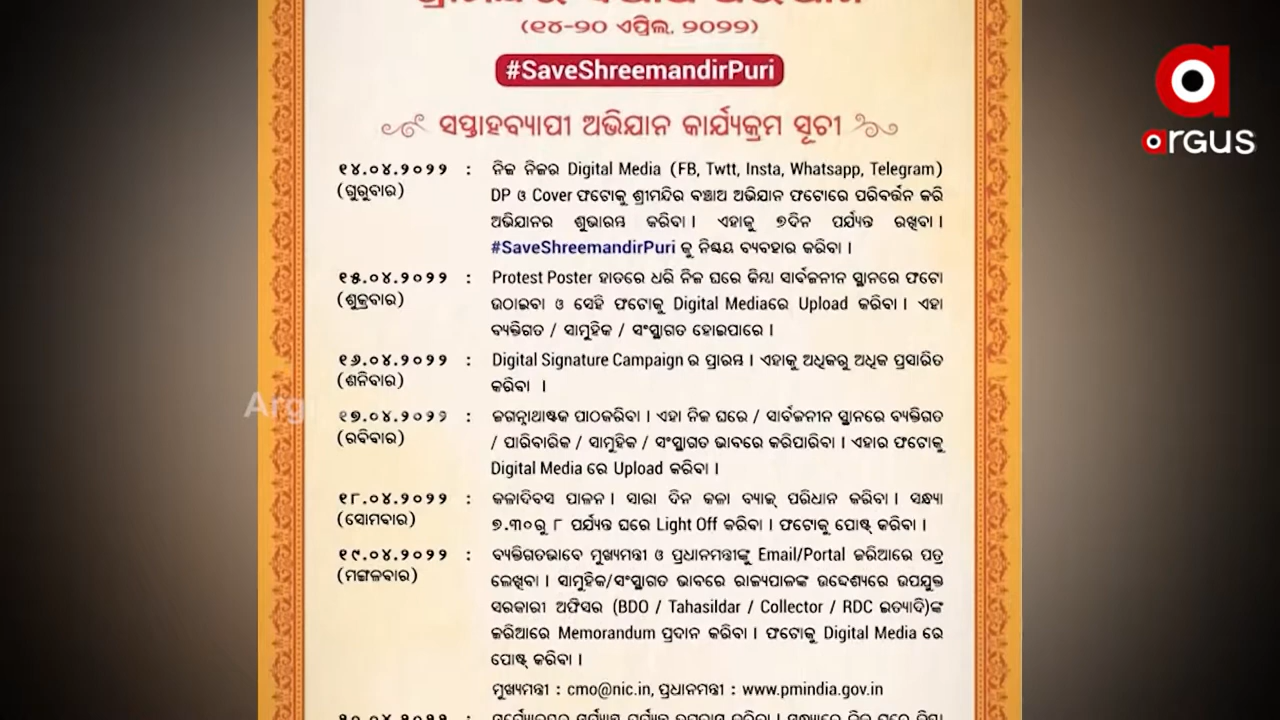 (୧୪-୨୦ ଏପ୍ରିଲ, ୨୦୨୨)
#SaveShreemandirPuri
ସପ୍ତାହବ୍ୟାପୀ ଅଭିଯାନ କାର୍ଯ୍ୟକ୍ରମ ସୂଚୀ
argus
୧୪.୦୪.୨୦୨୨ : ନିଜ ନିଜର Digital Media (FB, Twtt, Insta, Whatsapp, Telegram)
(ଗୁରୁବାର) DP ଓ Cover ଫଟୋକୁ ଶ୍ରୀମନ୍ଦିର ବଞ୍ଚାଅ ଅଭିଯାନ ଫଟୋରେ ପରିବର୍ତ୍ତନ କରି
ଅଭିଯାନର ଶୁଭାରମ୍ଭ କରିବା । ଏହାକୁ ୭ଦିନ ପର୍ଯ୍ୟନ୍ତ ରଖିବା ।
#SaveShreemandirPuri କୁ ନିଶ୍ଚୟ ବ୍ୟବହାର କରିବା ।
୧୫.୦୪.୨୦୨୨ : Protest Poster ହାତରେ ଧରି ନିଜ ଘରେ କିମ୍ବା ସାର୍ବଜନୀନ ସ୍ଥାନରେ ଫଟୋ
(ଶୁକ୍ରବାର) ଉଠାଇବା ଓ ସେହି ଫଟୋକୁ Digital Mediaରେ Upload କରିବା । ଏହା
ବ୍ୟକ୍ତିଗତ / ସାମୁହିକ / ସଂସ୍ଥାଗତ ହୋଇପାରେ ।
୧୬.୦୪.୨୦୨୨ : Digital Signature Campaign ର ପ୍ରାରମ୍ଭ । ଏହାକୁ ଅଧିକରୁ ଅଧିକ ପ୍ରସାରିତ
(ଶନିବାର) କରିବା ।
୧୭.୦୪.୨୦୨୨ : ଜଗନ୍ନାଥାଷ୍ଟକ ପାଠକରିବା । ଏହା ନିଜ ଘରେ / ସାର୍ବଜନୀନ ସ୍ଥାନରେ ବ୍ୟକ୍ତିଗତ
(ରବିବାର) / ପାରିବାରିକ / ସାମୁହିକ / ସଂସ୍ଥାଗତ ଭାବରେ କରିପାରିବା । ଏହାର ଫଟୋକୁ
Digital Media ରେ Upload କରିବା ।
୧୮.୦୪.୨୦୨୨ : କଳାଦିବସ ପାଳନ । ସାରା ଦିନ କଳା ବ୍ୟାଜ୍ ପରିଧାନ କରିବା । ସନ୍ଧ୍ୟା
(ସୋମବାର) ୭.୩୦ରୁ ୮ ପର୍ଯ୍ୟନ୍ତ ଘରେ Light Off କରିବା । ଫଟୋକୁ ପୋଷ୍ଟ୍ କରିବା ।
୧୯.୦୪.୨୦୨୨ : ବ୍ୟକ୍ତିଗତଭାବେ ମୁଖ୍ୟମନ୍ତ୍ରୀ ଓ ପ୍ରଧାନମନ୍ତ୍ରୀଙ୍କୁ Email/Portal ଜରିଆରେ ପତ୍ର
(ମଙ୍ଗଳବାର) ଲେଖିବା । ସାମୁହିକ/ସଂସ୍ଥାଗତ ଭାବରେ ରାଜ୍ୟପାଳଙ୍କ ଉଦ୍ଦେଶ୍ୟରେ ଉପଯୁକ୍ତ
ସରକାରୀ ଅଫିସର (BDO / Tahasildar / Collector / RDC ଇତ୍ୟାଦି)ଙ୍କ
ଜରିଆରେ Memorandum ପ୍ରଦାନ କରିବା । ଫଟୋକୁ Digital Media ରେ
ପୋଷ୍ଟ୍ କରିବା ।
ମୁଖ୍ୟମନ୍ତ୍ରୀ : cmo@nic.in, ପ୍ରଧାନମନ୍ତ୍ରୀ : www.pmindia.gov.in